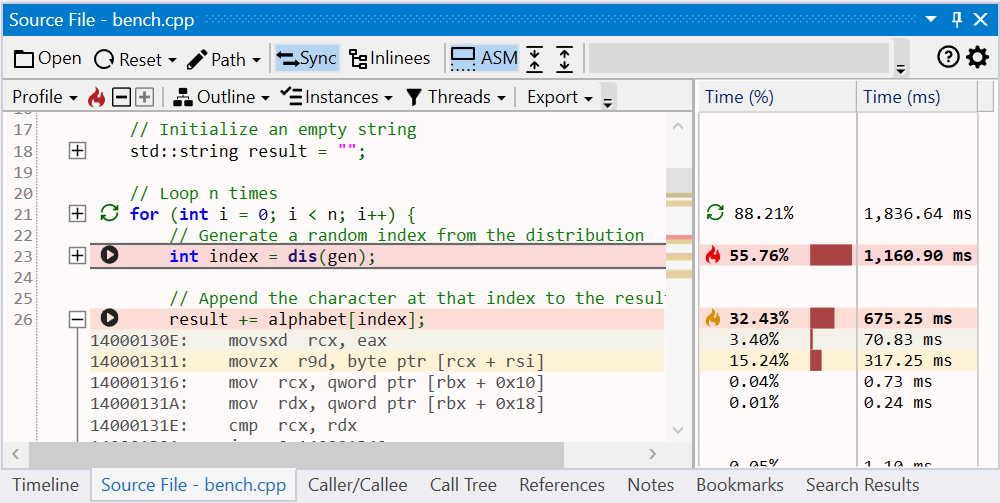 Source File - bench.cpp
Open Reset Path Sync Inlinees ASM
Profile Outline Instances Threads Export Time (%) Time (ms)
17 // Initialize an empty string
18 std::string result = "";
19
20 // Loop n times
21 for (int i = 0; i < n; i++) { 88.21% 1,836.64 ms
22 // Generate a random index from the distribution
23 int index = dis(gen); 55.76% 1,160.90 ms
24
25 // Append the character at that index to the resul
26 result += alphabet[index]; 32.43% 675.25 ms
14000130E: movsxd rcx, eax 3.40% 70.83 ms
140001311: movzx r9d, byte ptr [rcx + rsi] 15.24% 317.25 ms
140001316: mov rcx, qword ptr [rbx + 0x10] 0.04% 0.73 ms
14000131A: mov rdx, qword ptr [rbx + 0x18] 0.01% 0.24 ms
14000131E: cmp rcx, rdx
0.05% 1.10 ms
Timeline Source File - bench.cpp Caller/Callee Call Tree References Notes Bookmarks Search Results